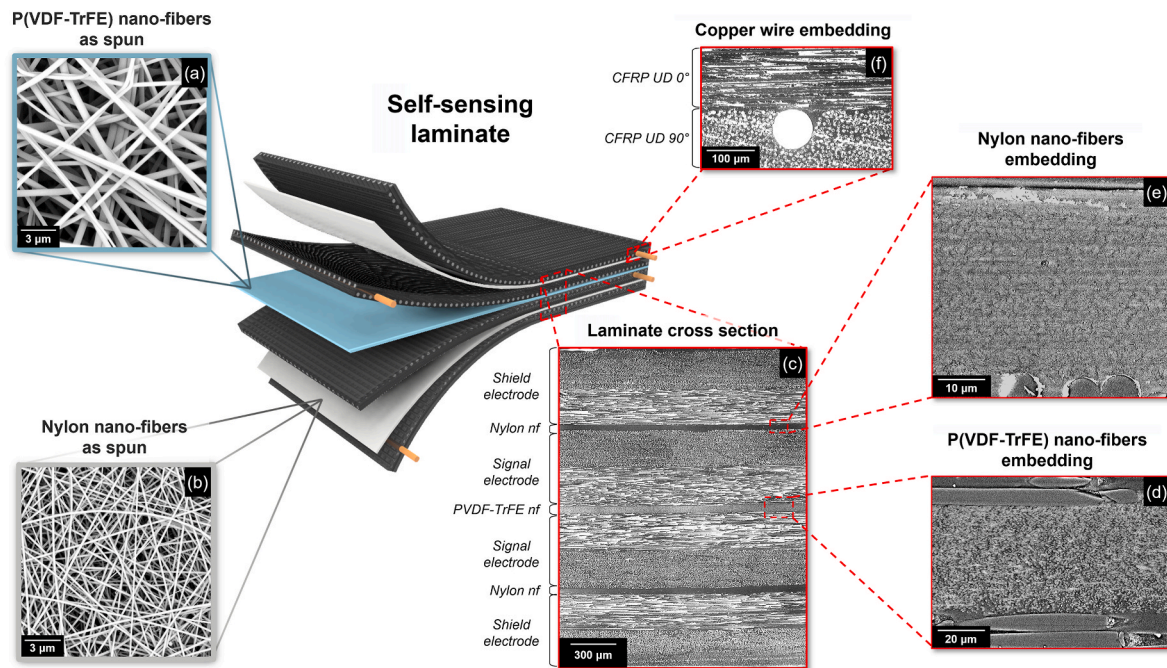 P(VDF-TrFE) nano-fibers
as spun
(a)
3 μm
Self-sensing
laminate
Copper wire embedding
(f)
CFRP UD 0°
CFRP UD 90°
100 μm
Nylon nano-fibers
embedding
(e)
10 μm
Laminate cross section
(c)
Shield
electrode
Nylon nf
Signal
electrode
PVDF-TrFE nf
Signal
electrode
Nylon nf
Shield
electrode
300 μm
Nylon nano-fibers
as spun
(b)
3 μm
P(VDF-TrFE) nano-fibers
embedding
(d)
20 μm